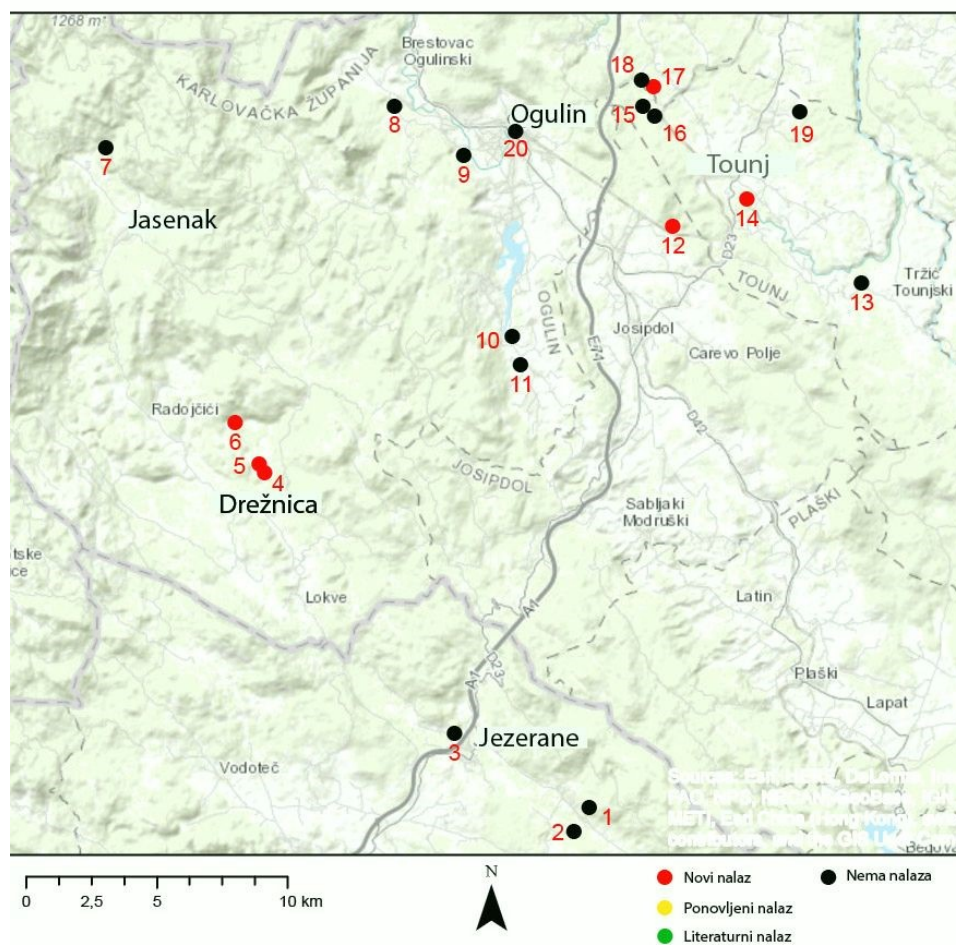 1268 m
Brestovac
Ogulinski
KARLOVAČKA ŽUPANIJA
18
17
8
15
16
19
Ogulin
20
7
9
Tounj
Jasenak
14
12
D23
Tržić
Tounjski
TOUNJ
13
OGULIN
10
Josipdol
E71
11
Carevo Polje
Radojčići
6
D42
5
4
JOSIPDOL
Drežnica
Sabljaki
Modruški
PLAŠKI
Lokve
Latin
A1
D23
Plaški
A1
Lapat
3
Jezerane
Vodoteč
1
2
0
2,5
5
10 km
N
Novi nalaz
Nema nalaza
Ponovljeni nalaz
Literaturni nalaz